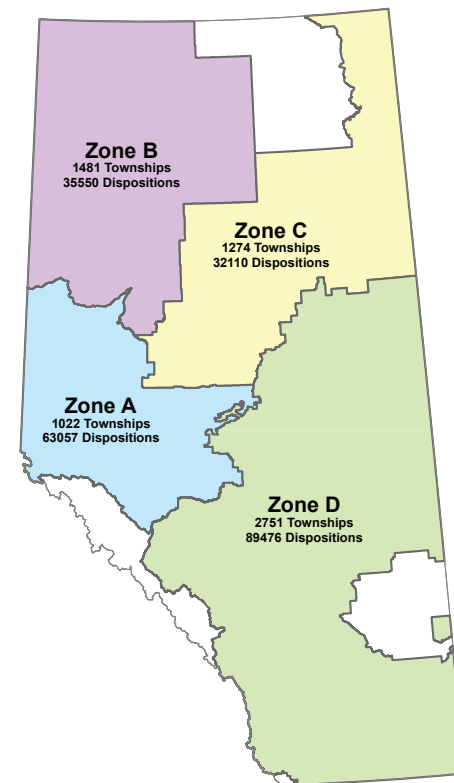 Zone B
1481 Townships
35550 Dispositions
Zone C
1274 Townships
32110 Dispositions
Zone A
1022 Townships
63057 Dispositions
Zone D
2751 Townships
89476 Dispositions